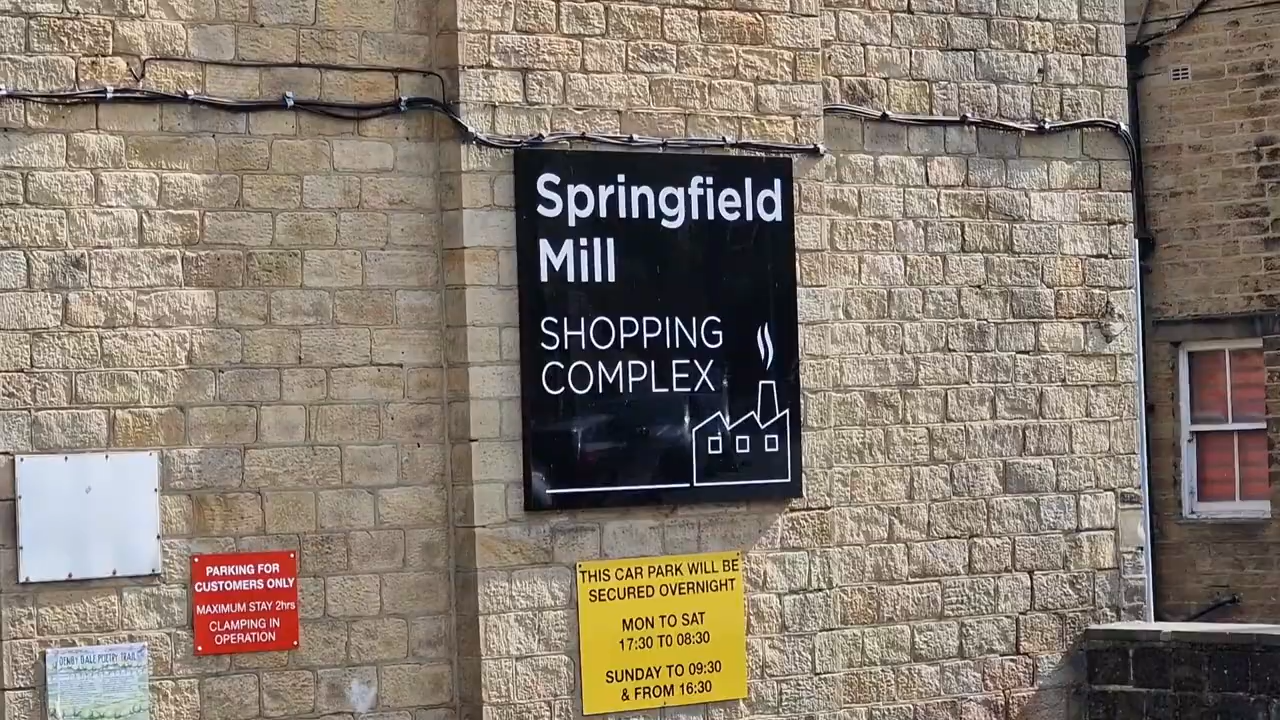 Springfield
Mill
SHOPPING
COMPLEX
PARKING FOR
CUSTOMERS ONLY
MAXIMUM STAY 2hrs
CLAMPING IN
OPERATION
THIS CAR PARK WILL BE
SECURED OVERNIGHT
MON TO SAT
17:30 TO 08:30
SUNDAY TO 09:30
& FROM 16:30
DENBY DALE POETRY TRAIL